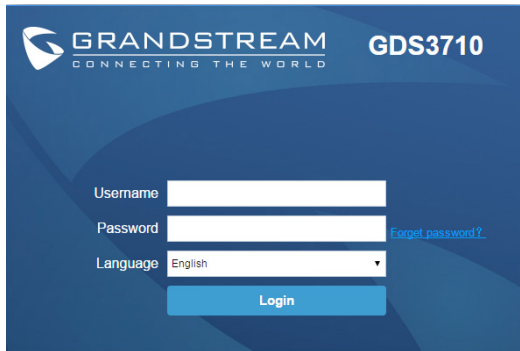 GRANDSTREAM GDS3710
CONNECTING THE WORLD
Username
Password Forget password?
Language English
Login